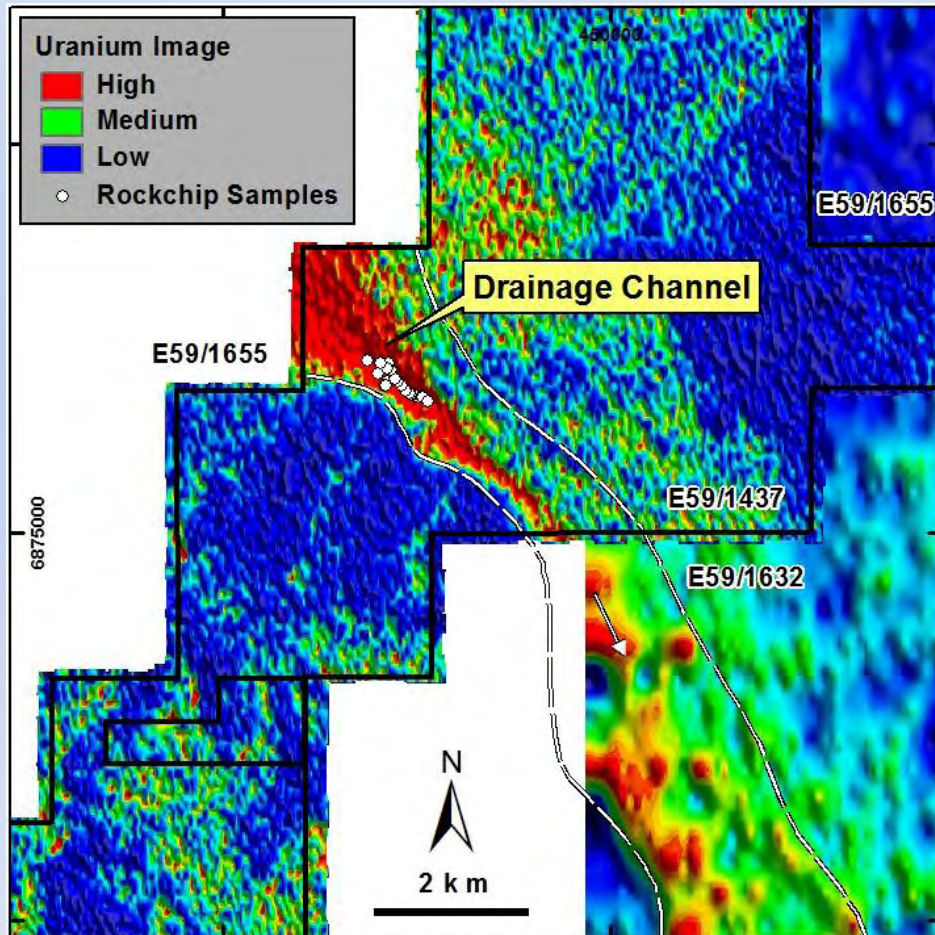 Uranium Image
High
Medium
Low
Rockchip Samples
450000
E59/1655
Drainage Channel
E59/1655
6875000
E59/1437
E59/1632
N
2 km